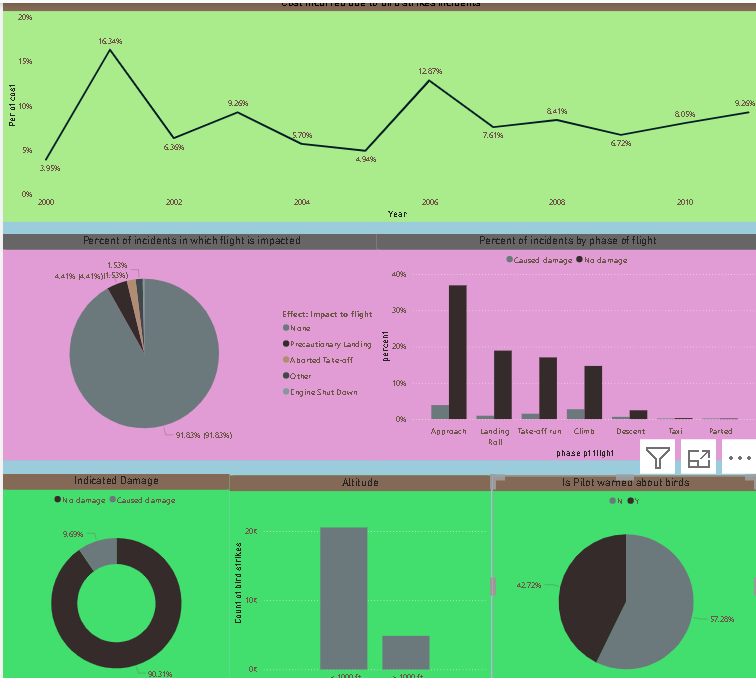 Cost incurred due to bird strikes incidents
20%
15%
10%
5%
0%
Per of cost
3.95%
16.34%
6.36%
9.26%
5.70%
4.94%
12.87%
7.61%
8.41%
6.72%
8.05%
9.26%
2000
2002
2004
2006
2008
2010
Year
Percent of incidents in which flight is impacted
1.53%
4.41% (4.41%)
(1.53%)
91.83% (91.83%)
Effect: Impact to flight
None
Precautionary Landing
Aborted Take-off
Other
Engine Shut Down
Percent of incidents by phase of flight
Caused damage No damage
40%
30%
20%
10%
0%
percent
Approach
Landing Roll
Take-off run
Climb
Descent
Taxi
Parked
phase of flight
Indicated Damage
No damage Caused damage
9.69%
90.31%
Altitude
Count of bird strikes
20K
10K
0K
1000 ft
1000 ft
Is Pilot warned about birds
N Y
42.72%
57.28%